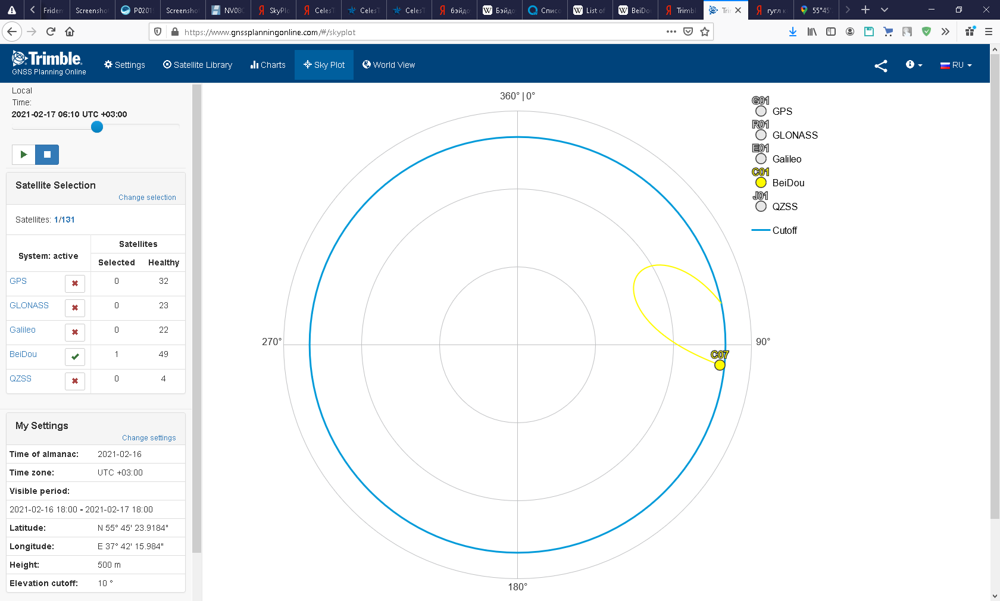 Fridem
Screensho
P0201
Screensho
NV08C
SkyPlo
CelesT
CelesT
CelesT
бэйдо
Бэйдо
Списо
List of
BeiDo
Trimbl
Tri
гугл к
55°45'
https://www.gnssplanningonline.com/#/skyplot
Trimble.
GNSS Planning Online
Settings
Satellite Library
Charts
Sky Plot
World View
RU
Local
Time:
2021-02-17 06:10 UTC +03:00
Satellite Selection
Change selection
Satellites: 1/131
System: active
Satellites
Selected
Healthy
GPS 0 32
GLONASS 0 23
Galileo 0 22
BeiDou 1 49
QZSS 0 4
My Settings
Change settings
Time of almanac: 2021-02-16
Time zone: UTC +03:00
Visible period:
2021-02-16 18:00 - 2021-02-17 18:00
Latitude: N 55° 45' 23.9184"
Longitude: E 37° 42' 15.984"
Height: 500 m
Elevation cutoff: 10 °
360° | 0°
270°
90°
180°
C07
G01
GPS
R01
GLONASS
E01
Galileo
C01
BeiDou
J01
QZSS
Cutoff